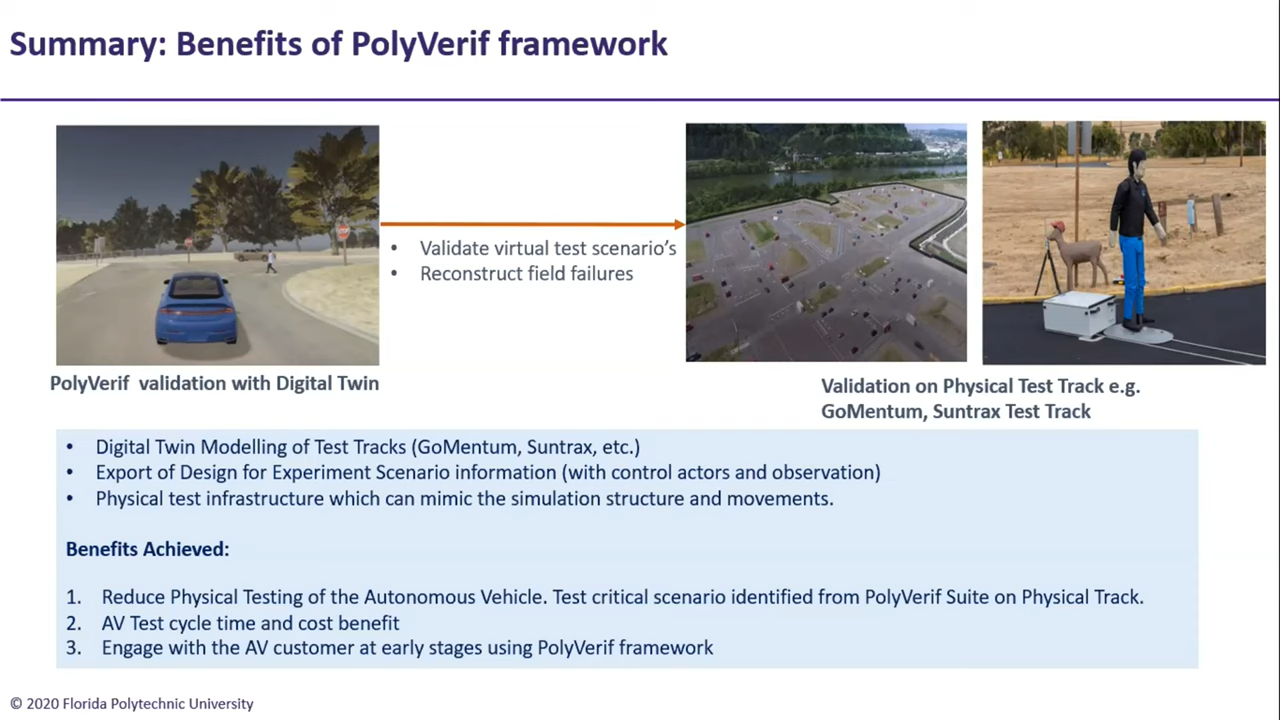 Summary: Benefits of PolyVerif framework
• Validate virtual test scenario's
• Reconstruct field failures
PolyVerif validation with Digital Twin
Validation on Physical Test Track e.g.
GoMentum, Suntrax Test Track
• Digital Twin Modelling of Test Tracks (GoMentum, Suntrax, etc.)
• Export of Design for Experiment Scenario information (with control actors and observation)
• Physical test infrastructure which can mimic the simulation structure and movements.
Benefits Achieved:
1. Reduce Physical Testing of the Autonomous Vehicle. Test critical scenario identified from PolyVerif Suite on Physical Track.
2. AV Test cycle time and cost benefit
3. Engage with the AV customer at early stages using PolyVerif framework
© 2020 Florida Polytechnic University